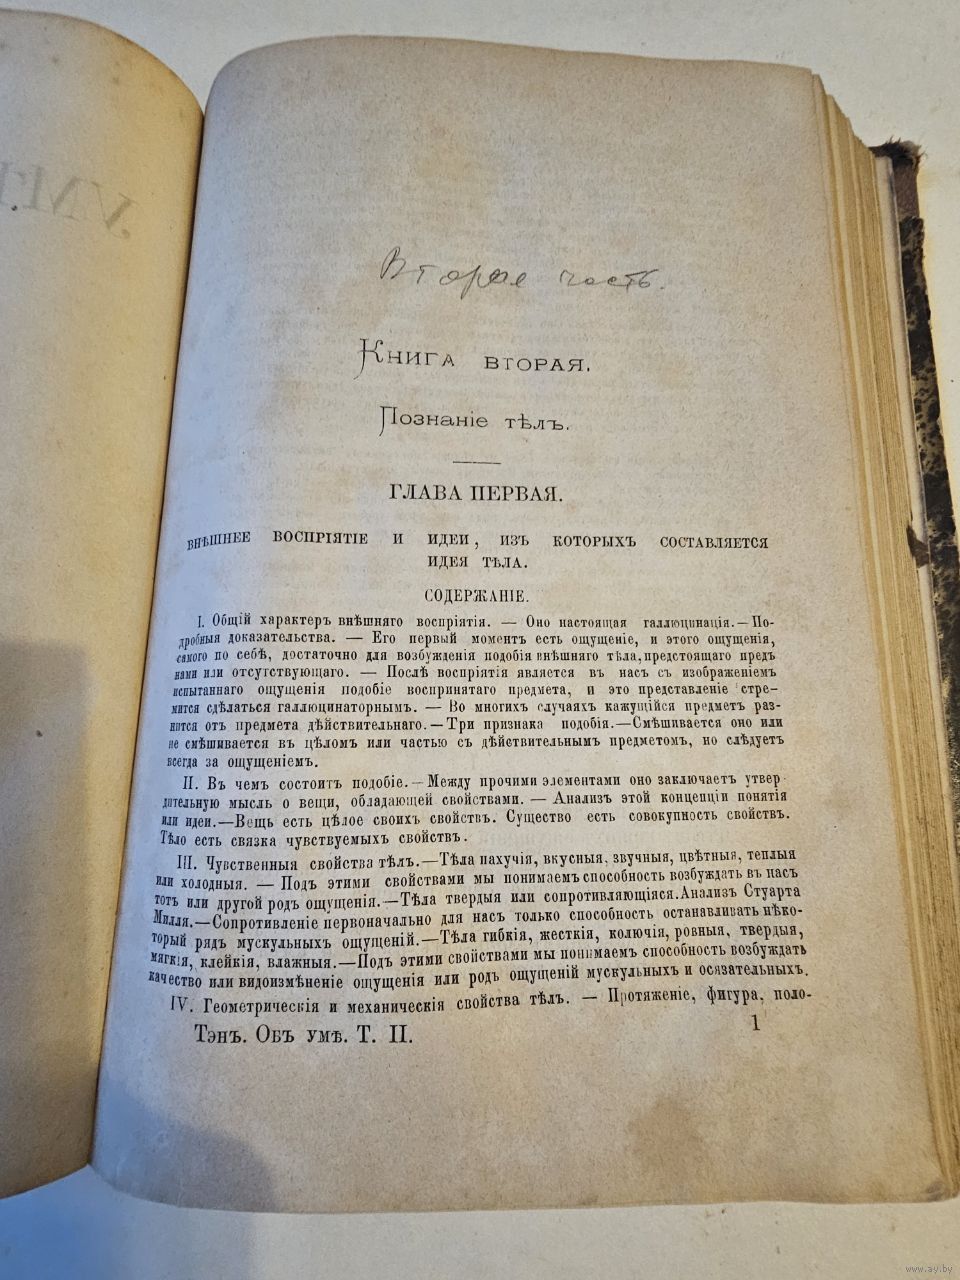 Вторая часть.
Книга вторая.
Познаніе тѣлъ.
ГЛАВА ПЕРВАЯ.
ВНѢШНЕЕ ВОСПРІЯТІЕ И ИДЕИ, ИЗЪ КОТОРЫХЪ СОСТАВЛЯЕТСЯ
ИДЕЯ ТѢЛА.
СОДЕРЖАНІЕ.
I. Общій характеръ внѣшняго воспріятія. — Оно настоящая галлюцинація.—По-
дробныя доказательства. — Его первый моментъ есть ощущеніе, и этого ощущенія,
самого по себѣ, достаточно для возбужденія подобія внѣшняго тѣла, предстоящаго предъ
нами или отсутствующаго. — Послѣ воспріятія является въ насъ съ изображеніемъ
испытаннаго ощущенія подобіе воспринятаго предмета, и это представленіе стре-
мится сдѣлаться галлюцинаторнымъ. — Во многихъ случаяхъ кажущійся предметъ раз-
нится отъ предмета дѣйствительнаго.—Три признака подобія.—Смѣшивается оно или
не смѣшивается въ цѣломъ или частью съ дѣйствительнымъ предметомъ, но слѣдуетъ
всегда за ощущеніемъ.
II. Въ чемъ состоитъ подобіе.—Между прочими элементами оно заключаетъ утвер-
дительную мысль о вещи, обладающей свойствами. — Анализъ этой концепціи понятія
или идеи.—Вещь есть цѣлое своихъ свойствъ. Существо есть совокупность свойствъ.
Тѣло есть связка чувствуемыхъ свойствъ.
III. Чувственныя свойства тѣлъ.—Тѣла пахучія, вкусныя, звучныя, цвѣтныя, теплыя
или холодныя. — Подъ этими свойствами мы понимаемъ способность возбуждать въ насъ
тотъ или другой родъ ощущенія.—Тѣла твердыя или сопротивляющіяся. Анализъ Стуарта
Милля.—Сопротивленіе первоначально для насъ только способность останавливать нѣко-
торый рядъ мускульныхъ ощущеній.—Тѣла гибкія, жесткія, колючія, ровныя, твердыя,
мягкія, клейкія, влажныя.—Подъ этими свойствами мы понимаемъ способность возбуждать
качество или видоизмѣненіе ощущенія или родъ ощущеній мускульныхъ и осязательныхъ.
IV. Геометрическія и механическія свойства тѣлъ. — Протяженіе, фигура, поло-
Тэнъ. Объ умѣ. Т. II. 1
www.ay.by